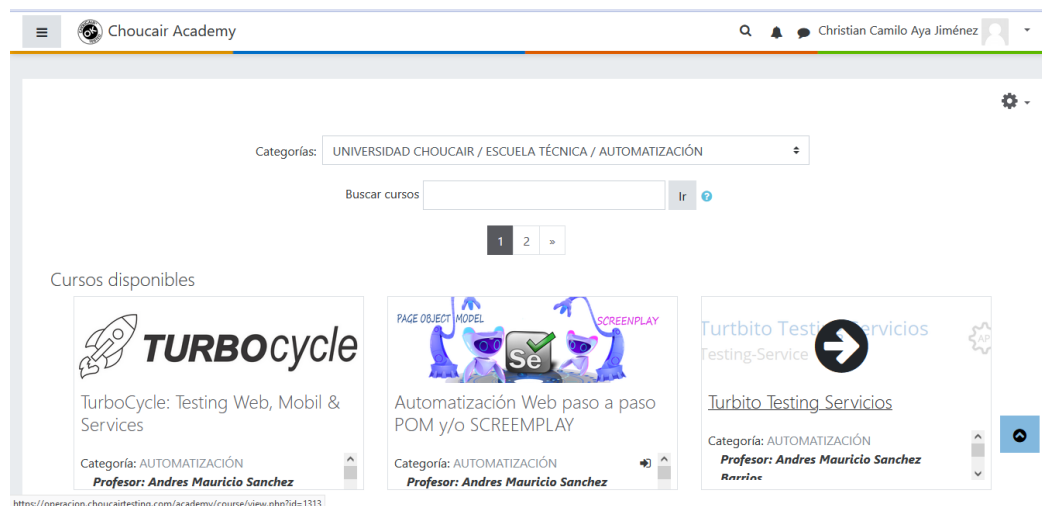 Choucair Academy
Christian Camilo Aya Jiménez
Categorías: UNIVERSIDAD CHOUCAIR / ESCUELA TÉCNICA / AUTOMATIZACIÓN
Buscar cursos Ir
1 2 »
Cursos disponibles
TURBOcycle
TurboCycle: Testing Web, Mobil &
Services
Categoría: AUTOMATIZACIÓN
Profesor: Andres Mauricio Sanchez
PAGE OBJECT MODEL
SCREENPLAY
Se
Automatización Web paso a paso
POM y/o SCREEMPLAY
Categoría: AUTOMATIZACIÓN
Profesor: Andres Mauricio Sanchez
Turtbito Testing Servicios
Testing-Service
AP
Turbito Testing Servicios
Categoría: AUTOMATIZACIÓN
Profesor: Andres Mauricio Sanchez
Barrios
https://operacion.choucairtesting.com/academy/course/view.php?id=1313